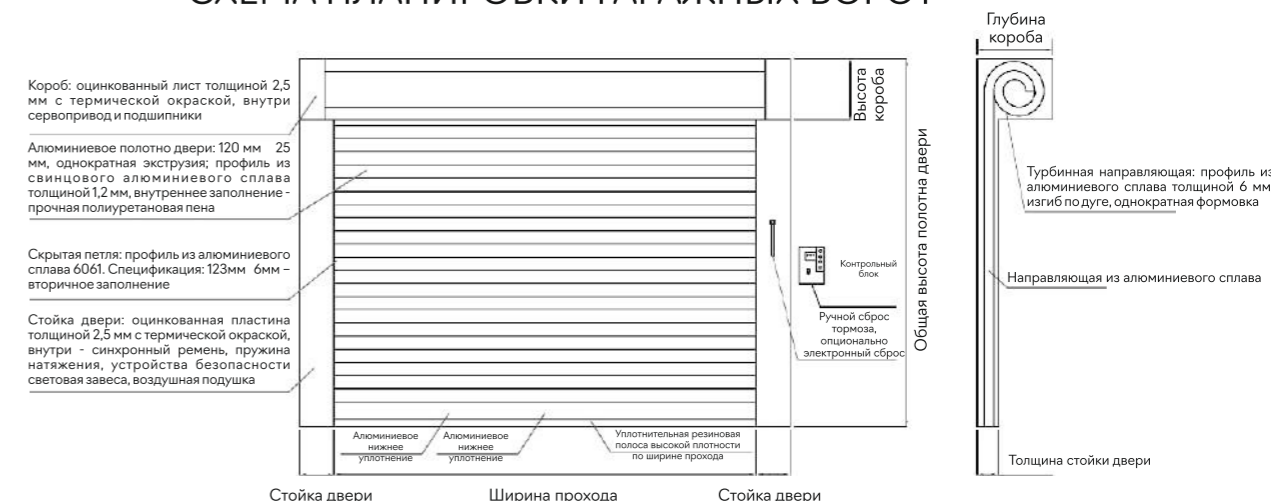 СХЕМА ПЛАНИРОВКИ ГАРАЖНЫХ ВОРОТ
Глубина
короба
Короб: оцинкованный лист толщиной 2,5
мм с термической окраской, внутри
сервопривод и подшипники
Высота
короба
Алюминиевое полотно двери: 120 мм 25
мм, однократная экструзия; профиль из
свинцового алюминиевого сплава
толщиной 1,2 мм, внутреннее заполнение -
прочная полиуретановая пена
Общая высота полотна двери
Турбинная направляющая: профиль из
алюминиевого сплава толщиной 6 мм
изгиб по дуге, однократная формовка
Скрытая петля: профиль из алюминиевого
сплава 6061. Спецификация: 123мм 6мм –
вторичное заполнение
Контрольный
блок
Направляющая из алюминиевого сплава
Стойка двери: оцинкованная пластина
толщиной 2,5 мм с термической окраской,
внутри - синхронный ремень, пружина
натяжения, устройства безопасности
световая завеса, воздушная подушка
Ручной сброс
тормоза,
опционально
электронный сброс
Алюминиевое
нижнее
уплотнение
Алюминиевое
нижнее
уплотнение
Уплотнительная резиновая
полоса высокой плотности
по ширине прохода
Толщина стойки двери
Стойка двери
Ширина прохода
Стойка двери